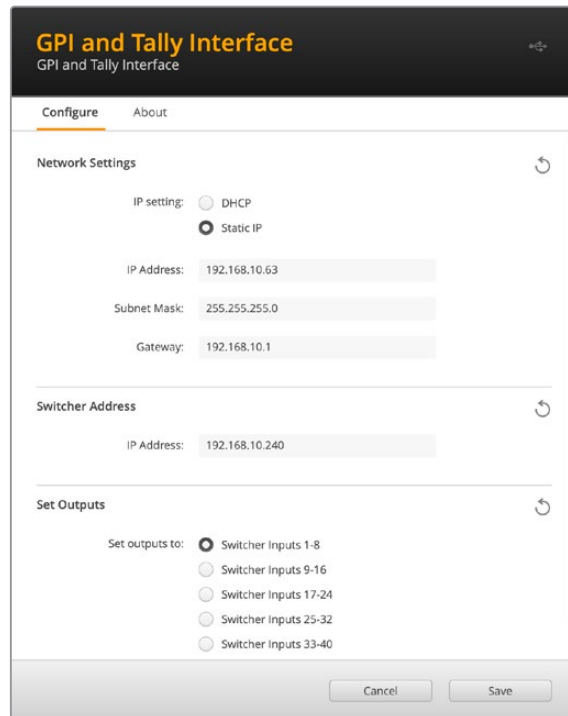 GPI and Tally Interface
GPI and Tally Interface
Configure About
Network Settings
IP setting: DHCP
Static IP
IP Address: 192.168.10.63
Subnet Mask: 255.255.255.0
Gateway: 192.168.10.1
Switcher Address
IP Address: 192.168.10.240
Set Outputs
Set outputs to: Switcher Inputs 1-8
Switcher Inputs 9-16
Switcher Inputs 17-24
Switcher Inputs 25-32
Switcher Inputs 33-40
Cancel Save